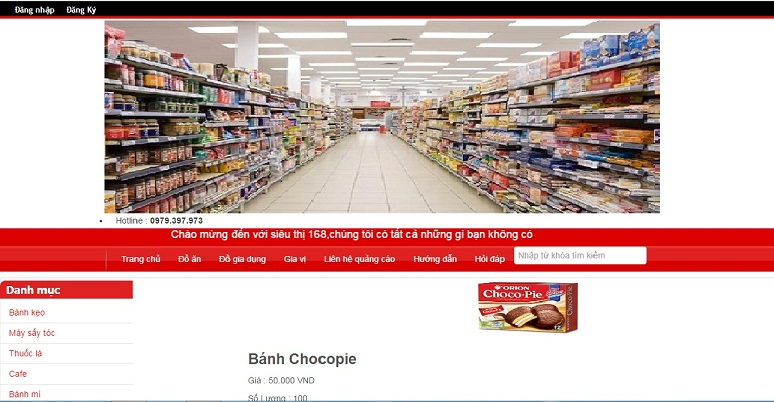 Đăng nhập Đăng Ký
Hotline : 0979.397.973
Chào mừng đến với siêu thị 168,chúng tôi có tất cả những gì bạn không có
Trang chủ Đồ ăn Đồ gia dụng Gia vị Liên hệ quảng cáo Hướng dẫn Hỏi đáp Nhập từ khóa tìm kiếm
Danh mục
Bánh kẹo
Máy sấy tóc
Thuốc lá
Cafe
Bánh mì
ORION
Choco·Pie
Bánh Chocopie
Giá : 50.000 VND
Số Lượng : 100